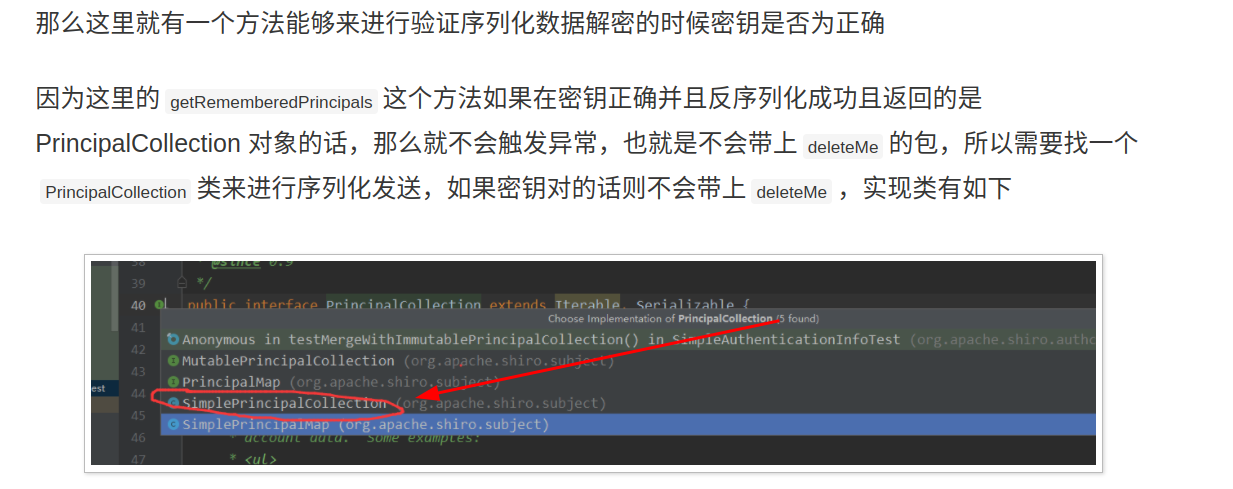 那么这里就有一个方法能够来进行验证序列化数据解密的时候密钥是否为正确
因为这里的 getRememberedPrincipals 这个方法如果在密钥正确并且反序列化成功且返回的是
PrincipalCollection 对象的话，那么就不会触发异常，也就是不会带上 deleteMe 的包，所以需要找一个
PrincipalCollection 类来进行序列化发送，如果密钥对的话则不会带上 deleteMe ，实现类有如下
38 * @since 0.9
39 */
40 public interface PrincipalCollection extends Iterable, Serializable {
Choose Implementation of PrincipalCollection (5 found)
41
Anonymous in testMergeWithImmutablePrincipalCollection() in SimpleAuthenticationInfoTest (org.apache.shiro.authc
42 MutablePrincipalCollection (org.apache.shiro.subject)
43 PrincipalMap (org.apache.shiro.subject)
est
44 SimplePrincipalCollection (org.apache.shiro.subject)
45 SimplePrincipalMap (org.apache.shiro.subject)
46 * account data. Some examples:
47 * <ul>